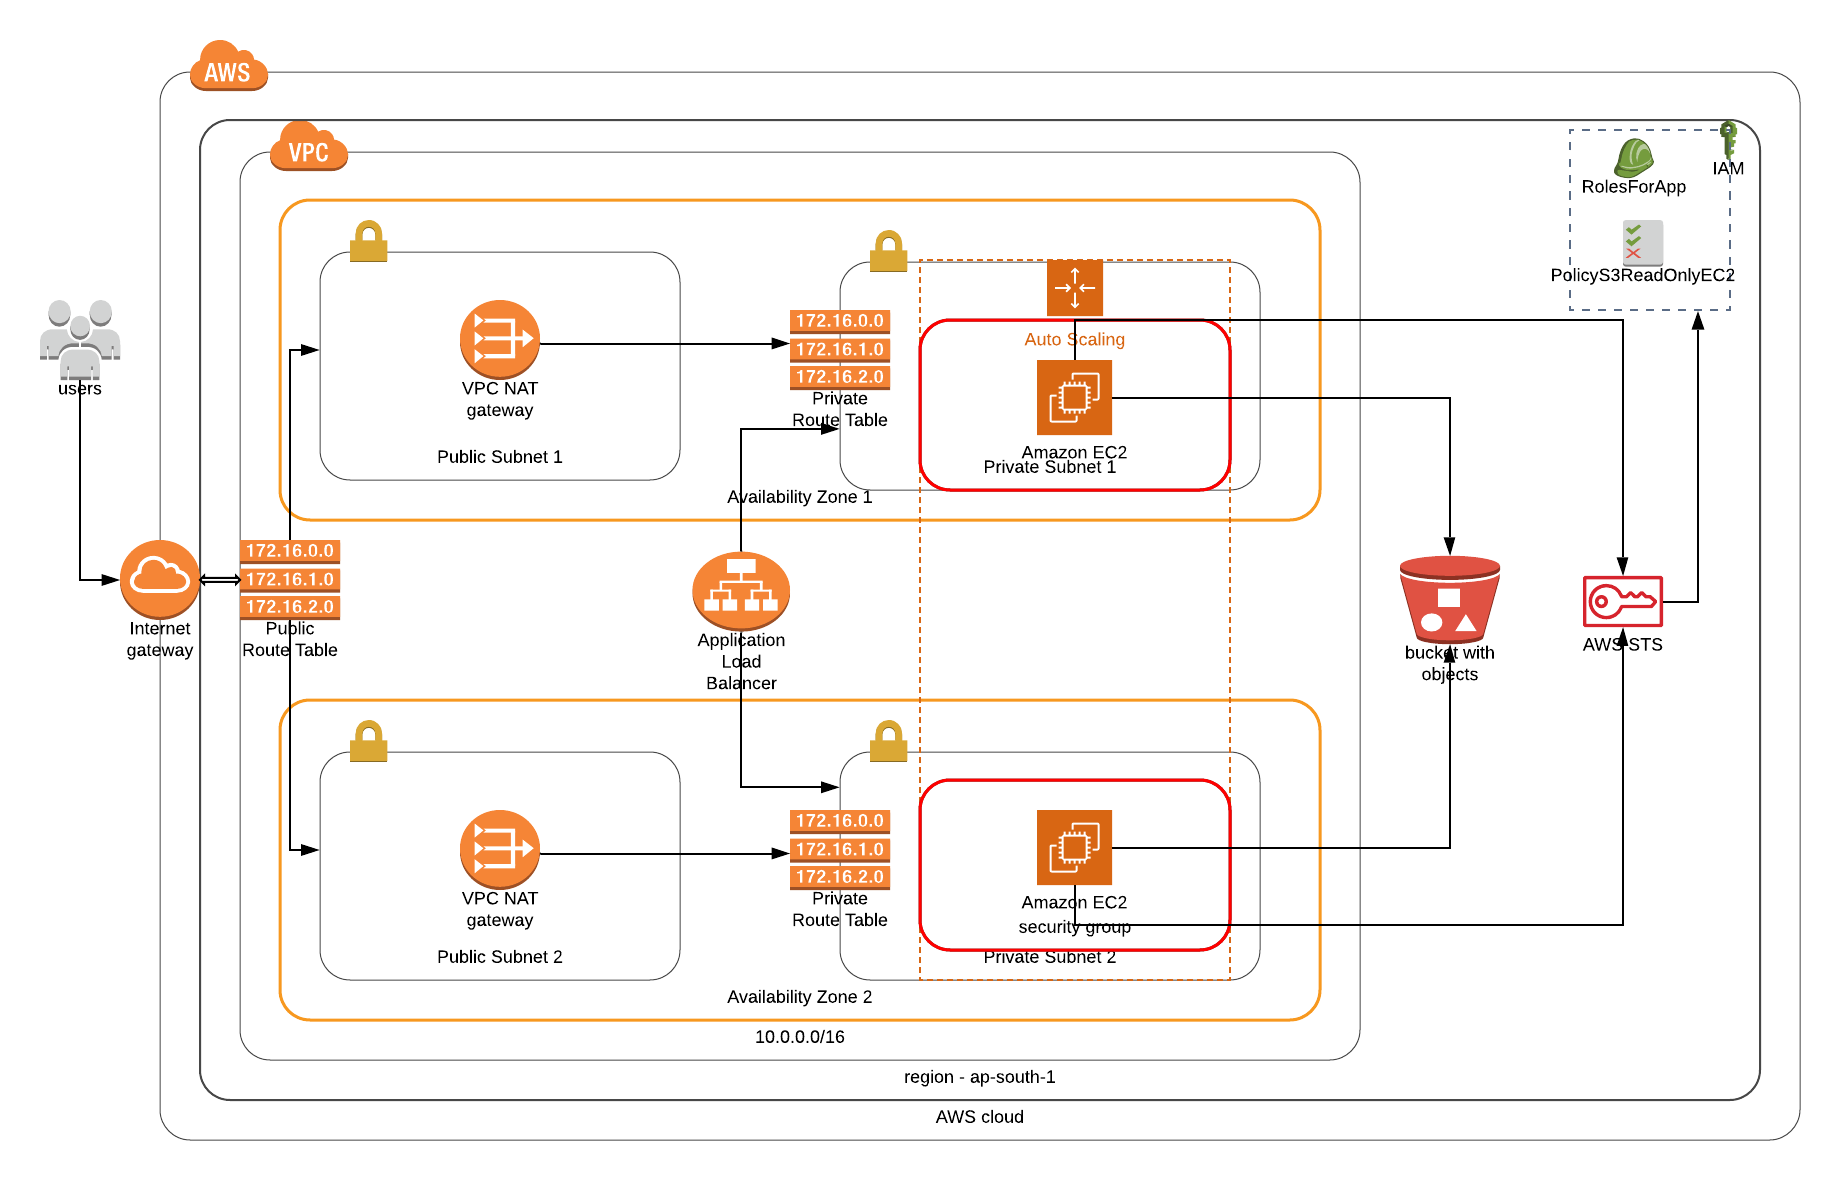 AWS
VPC
IAM
RolesForApp
PolicyS3ReadOnlyEC2
users
VPC NAT
gateway
Public Subnet 1
172.16.0.0
172.16.1.0
172.16.2.0
Private
Route Table
Auto Scaling
Amazon EC2
Private Subnet 1
Availability Zone 1
Internet
gateway
172.16.0.0
172.16.1.0
172.16.2.0
Public
Route Table
Application
Load
Balancer
bucket with
objects
AWS STS
VPC NAT
gateway
Public Subnet 2
172.16.0.0
172.16.1.0
172.16.2.0
Private
Route Table
Amazon EC2
security group
Private Subnet 2
Availability Zone 2
10.0.0.0/16
region - ap-south-1
AWS cloud